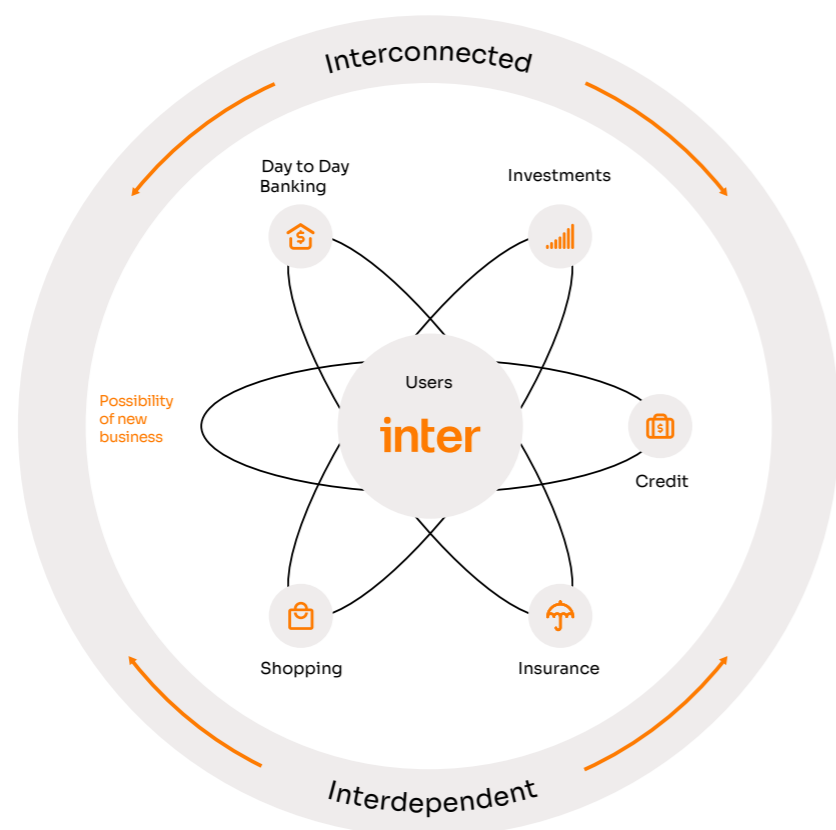 Interconnected
Day to Day
Banking
Investments
Users
inter
Possibility
of new
business
Credit
Shopping
Insurance
Interdependent